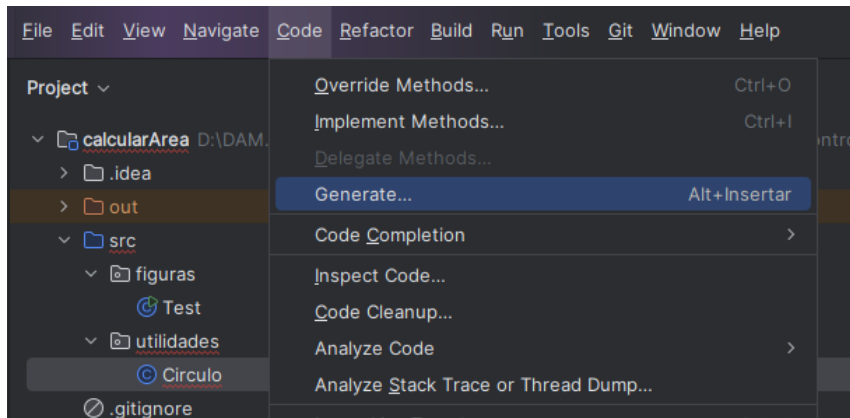 File Edit View Navigate Code Refactor Build Run Tools Git Window Help
Project
Override Methods... Ctrl+O
Implement Methods... Ctrl+I
calcularArea D:\DAM.
Delegate Methods...
.idea
Generate... Alt+Insertar
out
Code Completion
src
Inspect Code...
figuras
Test
Code Cleanup...
utilidades
Analyze Code
Circulo
Analyze Stack Trace or Thread Dump...
.gitignore